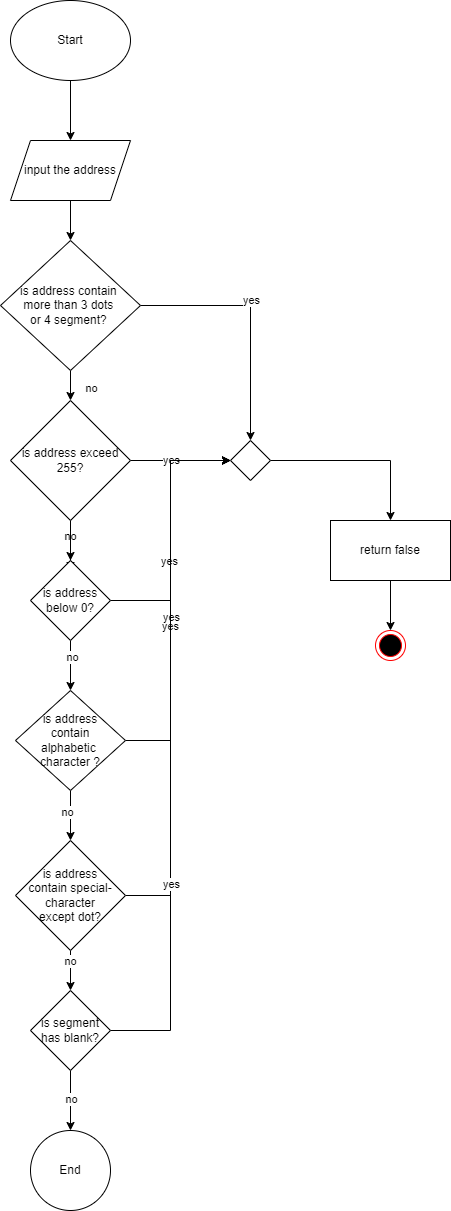 Start
input the address
is address contain
more than 3 dots
or 4 segment?
yes
no
is address exceed
255?
yes
return false
no
yes
is address
below 0?
yes
yes
no
is address
contain
alphabetic
character ?
no
is address
contain special-
character
except dot?
yes
no
is segment
has blank?
no
End